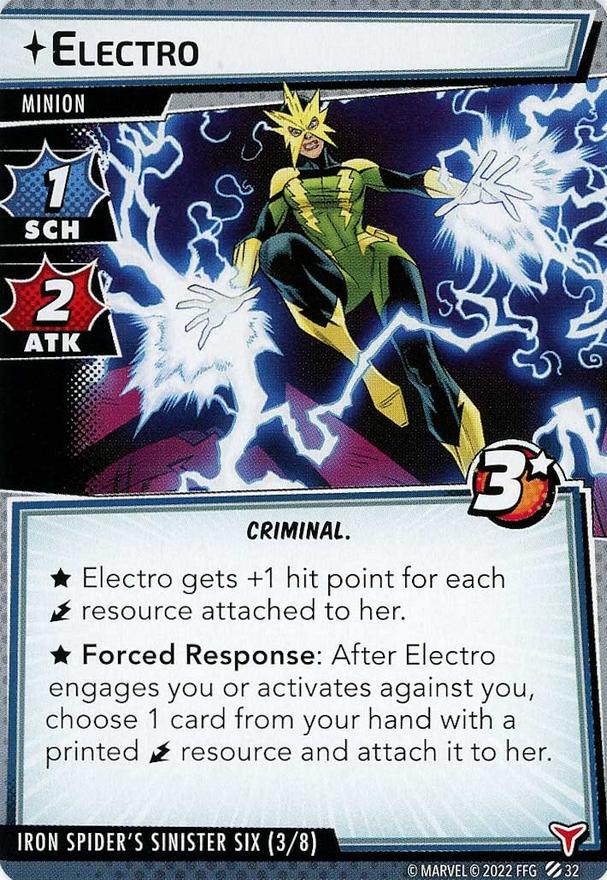 ELECTRO
MINION
1
SCH
2
ATK
3★
CRIMINAL.
★ Electro gets +1 hit point for each
resource attached to her.
★ Forced Response: After Electro
engages you or activates against you,
choose 1 card from your hand with a
printed resource and attach it to her.
IRON SPIDER'S SINISTER SIX (3/8)
© MARVEL © 2022 FFG 32